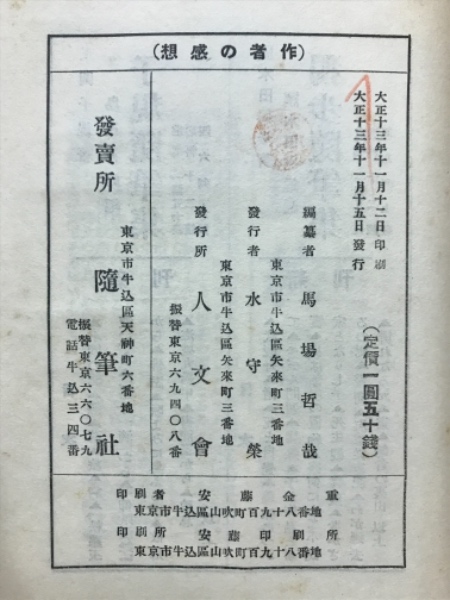 (作者の感想)
大正十三年十一月十二日印刷
大正十三年十一月十五日發行
(定價一圓五十錢)
編纂者 馬場哲哉
東京市牛込區矢來町三番地
發行者 水守榮
東京市牛込區矢來町三番地
發行所 人文會
振替東京六九四〇八番
東京市牛込區天神町六番地
發賣所 隨筆社
振替東京六六〇七九
電話牛込三四番
印刷者 安藤金重
東京市牛込區山吹町百九十八番地
印刷所 安藤印刷所
東京市牛込區山吹町百九十八番地